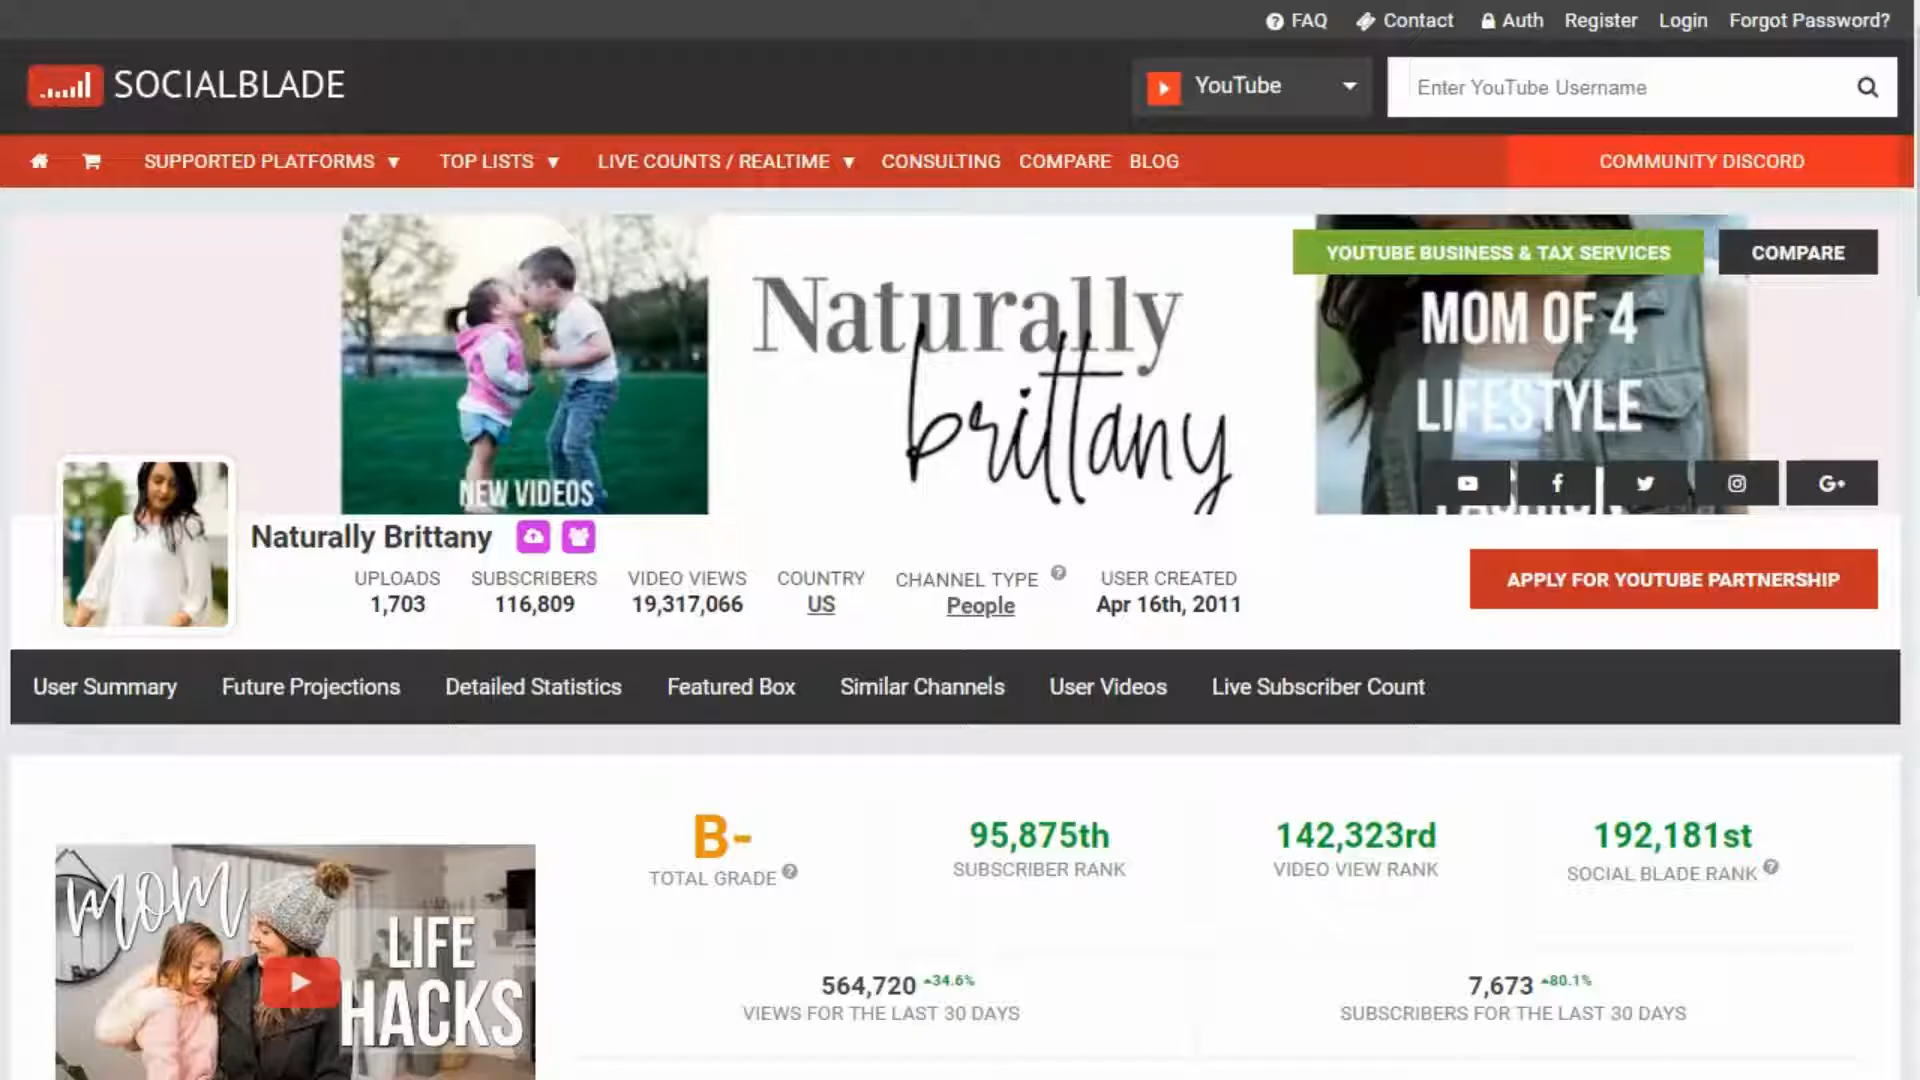 FAQ Contact Auth Register Login Forgot Password?
SOCIALBLADE
YouTube
Enter YouTube Username
SUPPORTED PLATFORMS ▼ TOP LISTS ▼ LIVE COUNTS / REALTIME ▼ CONSULTING COMPARE BLOG
COMMUNITY DISCORD
YOUTUBE BUSINESS & TAX SERVICES
COMPARE
Naturally
brittany
MOM OF 4
LIFESTYLE
FASHION
NEW VIDEOS
Naturally Brittany
UPLOADS SUBSCRIBERS VIDEO VIEWS COUNTRY CHANNEL TYPE USER CREATED
1,703 116,809 19,317,066 US People Apr 16th, 2011
APPLY FOR YOUTUBE PARTNERSHIP
User Summary Future Projections Detailed Statistics Featured Box Similar Channels User Videos Live Subscriber Count
B- 95,875th 142,323rd 192,181st
TOTAL GRADE SUBSCRIBER RANK VIDEO VIEW RANK SOCIAL BLADE RANK
mom
LIFE
HACKS
564,720 34.6% 7,673 80.1%
VIEWS FOR THE LAST 30 DAYS SUBSCRIBERS FOR THE LAST 30 DAYS